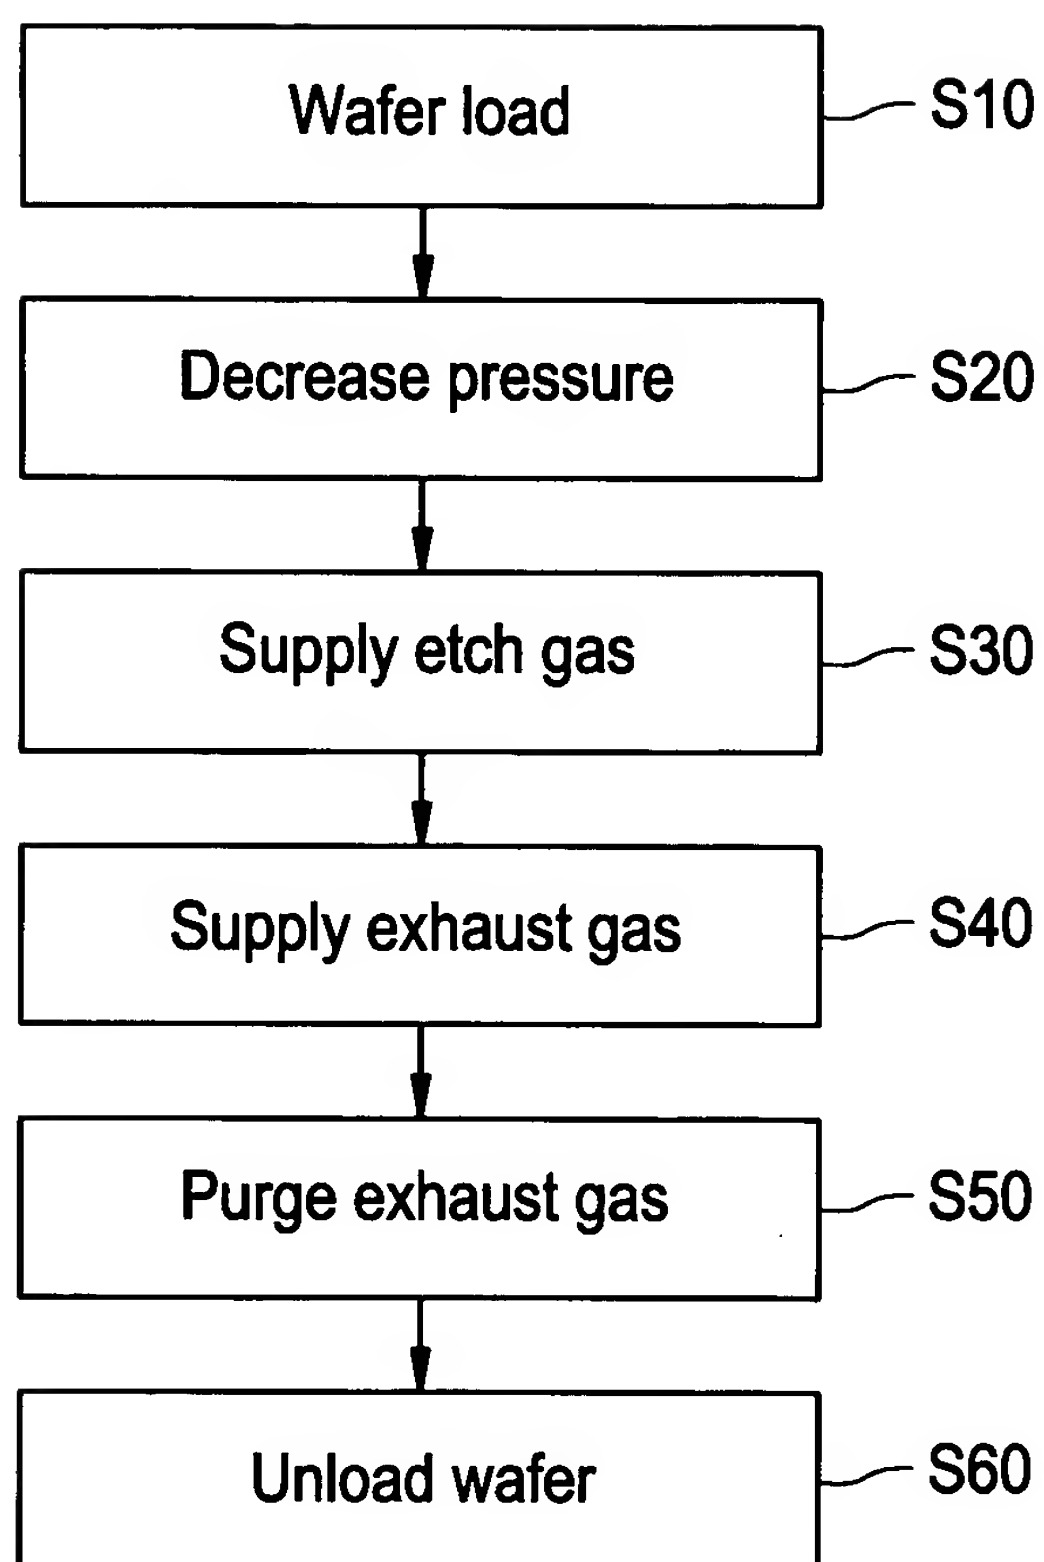 Wafer load
S10
Decrease pressure
S20
Supply etch gas
S30
Supply exhaust gas
S40
Purge exhaust gas
S50
Unload wafer
S60